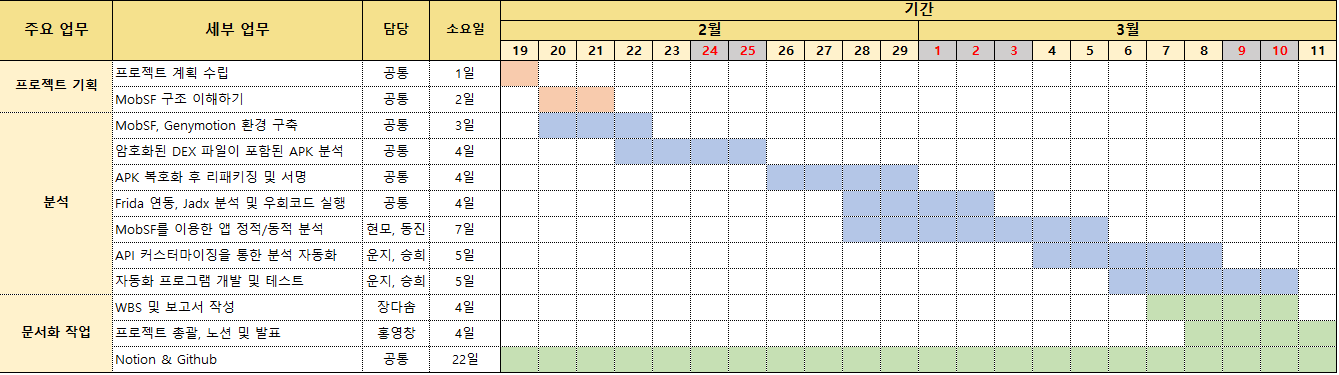 주요 업무 세부 업무 담당 소요일 기간
2월 3월
19 20 21 22 23 24 25 26 27 28 29 1 2 3 4 5 6 7 8 9 10 11
프로젝트 기획 프로젝트 계획 수립 공통 1일
MobSF 구조 이해하기 공통 2일
분석 MobSF, Genymotion 환경 구축 공통 3일
암호화된 DEX 파일이 포함된 APK 분석 공통 4일
APK 복호화 후 리패키징 및 서명 공통 4일
Frida 연동, Jadx 분석 및 우회코드 실행 공통 4일
MobSF를 이용한 앱 정적/동적 분석 현모, 동진 7일
API 커스터마이징을 통한 분석 자동화 운지, 승희 5일
자동화 프로그램 개발 및 테스트 운지, 승희 5일
문서화 작업 WBS 및 보고서 작성 장다솜 4일
프로젝트 총괄, 노션 및 발표 홍영창 4일
Notion & Github 공통 22일